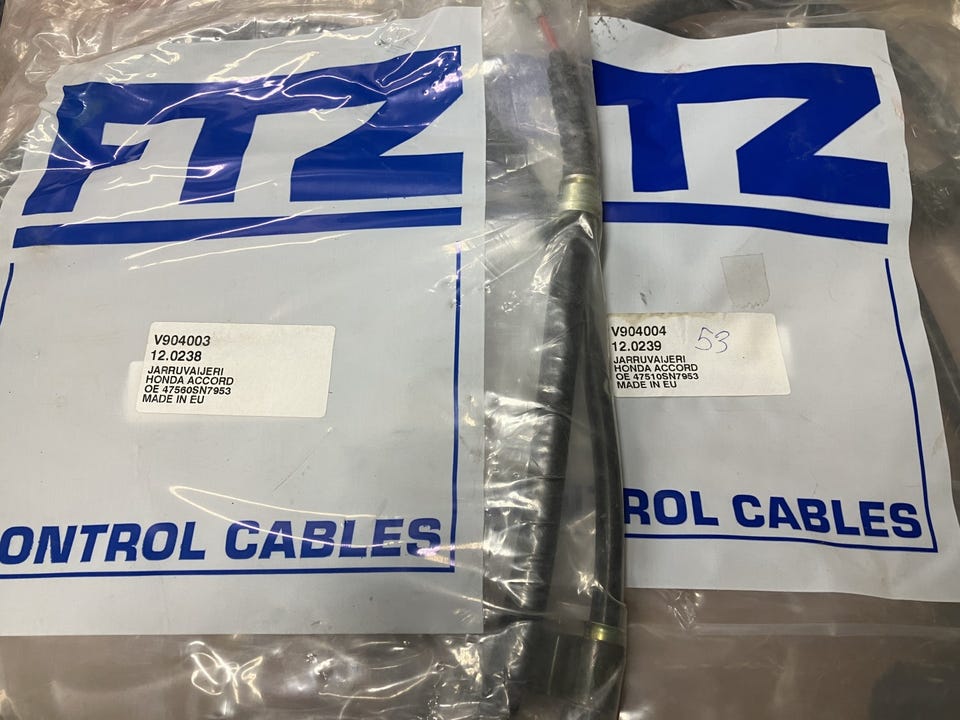 FTZ
V904003
12.0238
JARRUVAIJERI
HONDA ACCORD
OE 47560SN7953
MADE IN EU
ONTROL CABLES
TZ
V904004
12.0239
53
JARRUVAIJERI
HONDA ACCORD
OE 47510SN7953
MADE IN EU
ROL CABLES